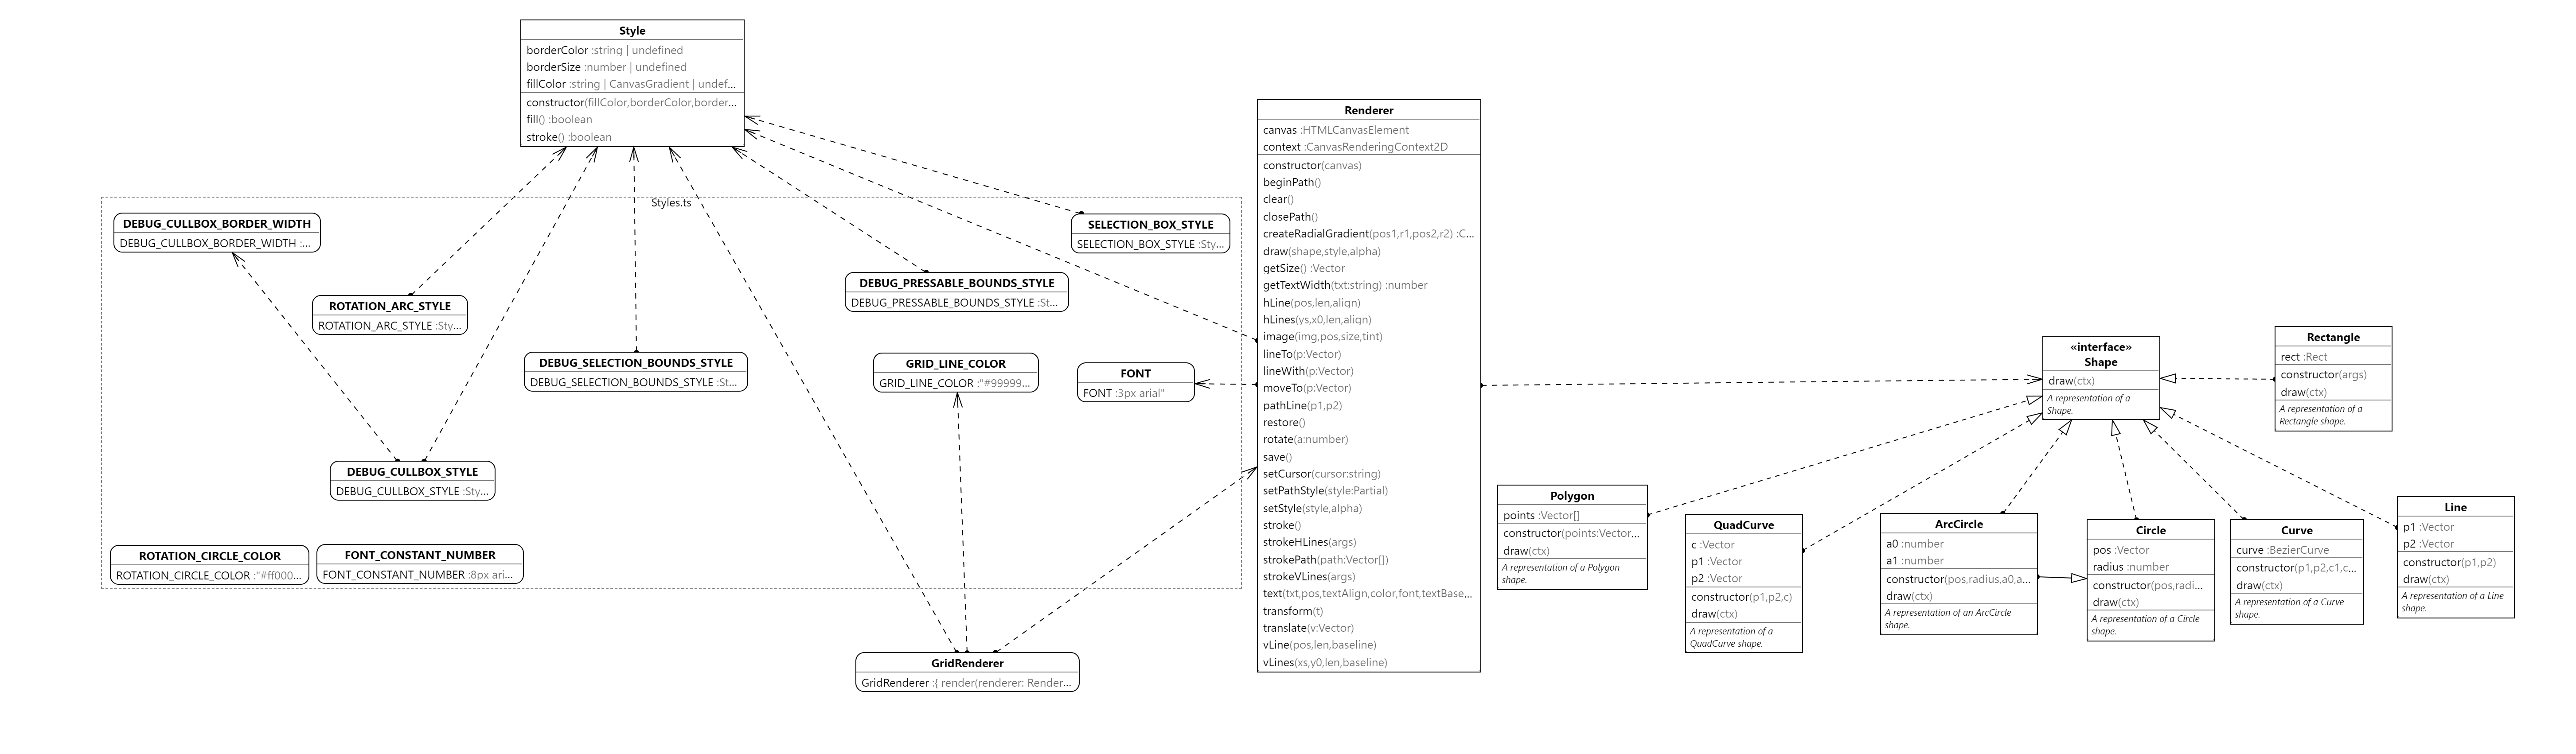 Style
borderColor :string | undefined
borderSize :number | undefined
fillColor :string | CanvasGradient | undef...
constructor(fillColor,borderColor,border...
fill() :boolean
stroke() :boolean
Styles.ts
DEBUG_CULLBOX_BORDER_WIDTH
DEBUG_CULLBOX_BORDER_WIDTH :...
SELECTION_BOX_STYLE
SELECTION_BOX_STYLE :Sty...
ROTATION_ARC_STYLE
ROTATION_ARC_STYLE :Sty...
DEBUG_PRESSABLE_BOUNDS_STYLE
DEBUG_PRESSABLE_BOUNDS_STYLE :St...
DEBUG_SELECTION_BOUNDS_STYLE
DEBUG_SELECTION_BOUNDS_STYLE :St...
GRID_LINE_COLOR
GRID_LINE_COLOR :"#99999...
FONT
FONT :3px arial"
DEBUG_CULLBOX_STYLE
DEBUG_CULLBOX_STYLE :Sty...
ROTATION_CIRCLE_COLOR
ROTATION_CIRCLE_COLOR :"#ff000...
FONT_CONSTANT_NUMBER
FONT_CONSTANT_NUMBER :8px ari...
GridRenderer
GridRenderer :{ render(renderer: Render...
Renderer
canvas :HTMLCanvasElement
context :CanvasRenderingContext2D
constructor(canvas)
beginPath()
clear()
closePath()
createRadialGradient(pos1,r1,pos2,r2) :C...
draw(shape,style,alpha)
getSize() :Vector
getTextWidth(txt:string) :number
hLine(pos,len,align)
hLines(ys,x0,len,align)
image(img,pos,size,tint)
lineTo(p:Vector)
lineWith(p:Vector)
moveTo(p:Vector)
pathLine(p1,p2)
restore()
rotate(a:number)
save()
setCursor(cursor:string)
setPathStyle(style:Partial)
setStyle(style,alpha)
stroke()
strokeHLines(args)
strokePath(path:Vector[])
strokeVLines(args)
text(txt,pos,textAlign,color,font,textBase...
transform(t)
translate(v:Vector)
vLine(pos,len,baseline)
vLines(xs,y0,len,baseline)
«interface»
Shape
draw(ctx)
A representation of a
Shape.
Rectangle
rect :Rect
constructor(args)
draw(ctx)
A representation of a
Rectangle shape.
Polygon
points :Vector[]
constructor(points:Vector...
draw(ctx)
A representation of a Polygon
shape.
QuadCurve
c :Vector
p1 :Vector
p2 :Vector
constructor(p1,p2,c)
draw(ctx)
A representation of a
QuadCurve shape.
ArcCircle
a0 :number
a1 :number
constructor(pos,radius,a0,a...
draw(ctx)
A representation of an ArcCircle
shape.
Circle
pos :Vector
radius :number
constructor(pos,radi...
draw(ctx)
A representation of a Circle
shape.
Curve
curve :BezierCurve
constructor(p1,p2,c1,c...
draw(ctx)
A representation of a Curve
shape.
Line
p1 :Vector
p2 :Vector
constructor(p1,p2)
draw(ctx)
A representation of a Line
shape.